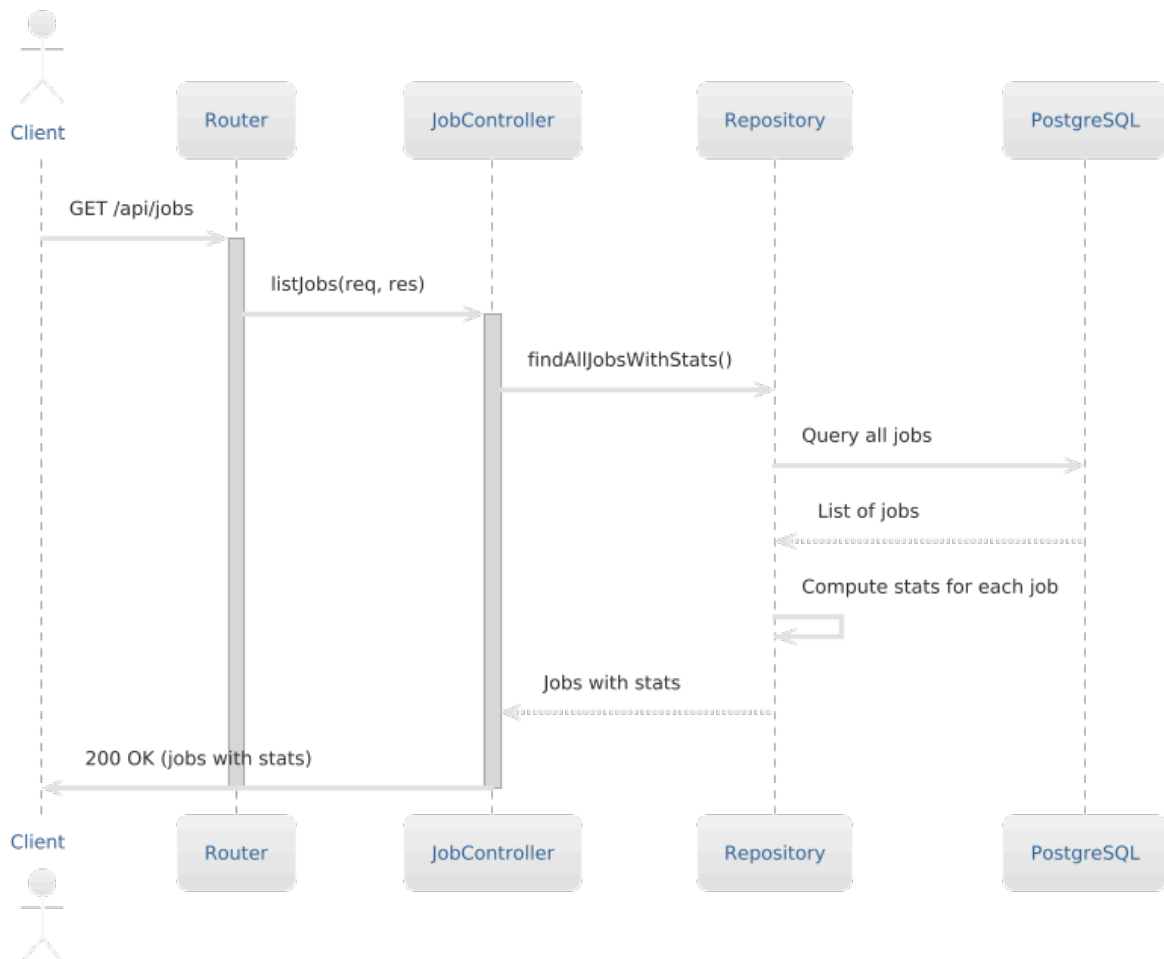 Client
Router
JobController
Repository
PostgreSQL
GET /api/jobs
listJobs(req, res)
findAllJobsWithStats()
Query all jobs
List of jobs
Compute stats for each job
Jobs with stats
200 OK (jobs with stats)
Client
Router
JobController
Repository
PostgreSQL